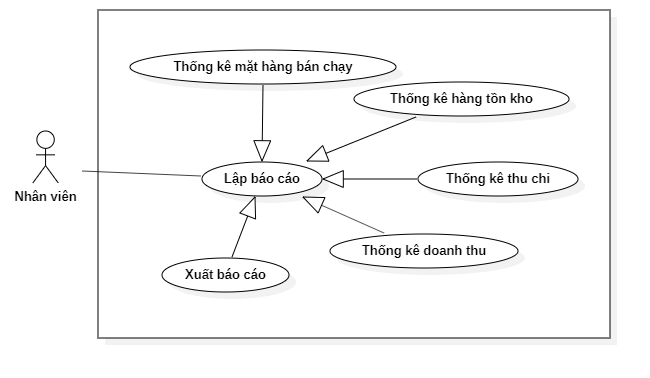 Thống kê mặt hàng bán chạy
Thống kê hàng tồn kho
Lập báo cáo
Thống kê thu chi
Nhân viên
Thống kê doanh thu
Xuất báo cáo